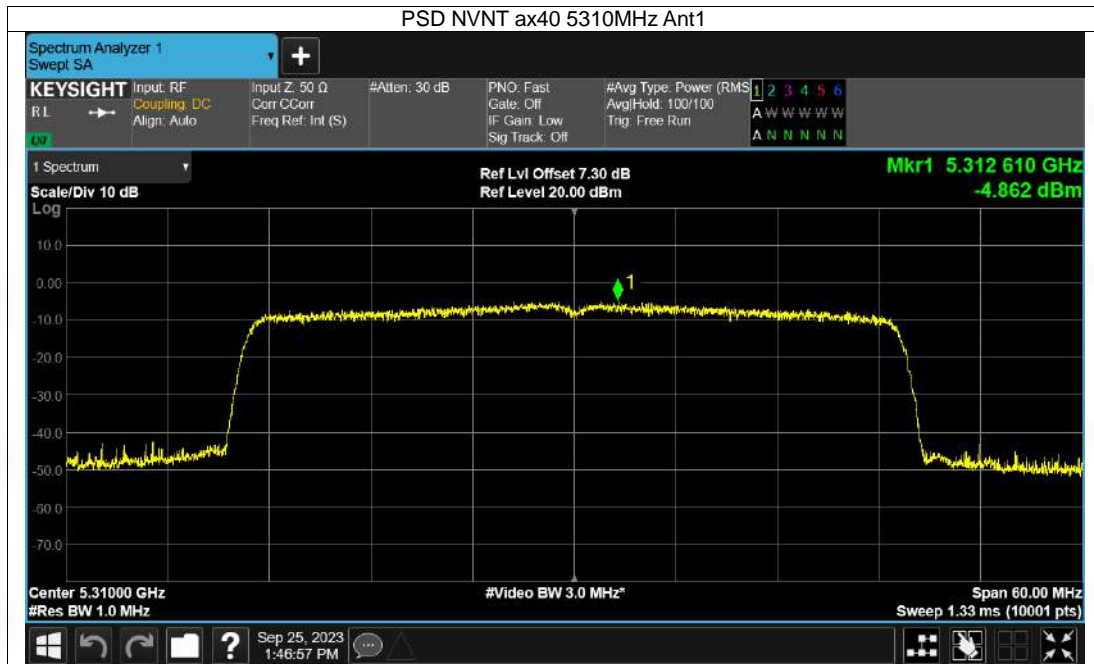 PSD NVNT ax40 5310MHz Ant1
Spectrum Analyzer 1
Swept SA
+
KEYSIGHT
RL
LXI
Input: RF
Coupling: DC
Align: Auto
Input Z: 50 Ω
Corr CCorr
Freq Ref: Int (S)
#Atten: 30 dB
PNO: Fast
Gate: Off
IF Gain: Low
Sig Track: Off
#Avg Type: Power (RMS
Avg|Hold: 100/100
Trig: Free Run
1 2 3 4 5 6
A W W W W W
A N N N N N
1 Spectrum
Scale/Div 10 dB
Ref Lvl Offset 7.30 dB
Ref Level 20.00 dBm
Mkr1 5.312 610 GHz
-4.862 dBm
Log
10.0
0.00
-10.0
-20.0
-30.0
-40.0
-50.0
-60.0
-70.0
1
Center 5.31000 GHz
#Res BW 1.0 MHz
#Video BW 3.0 MHz*
Span 60.00 MHz
Sweep 1.33 ms (10001 pts)
?
Sep 25, 2023
1:46:57 PM